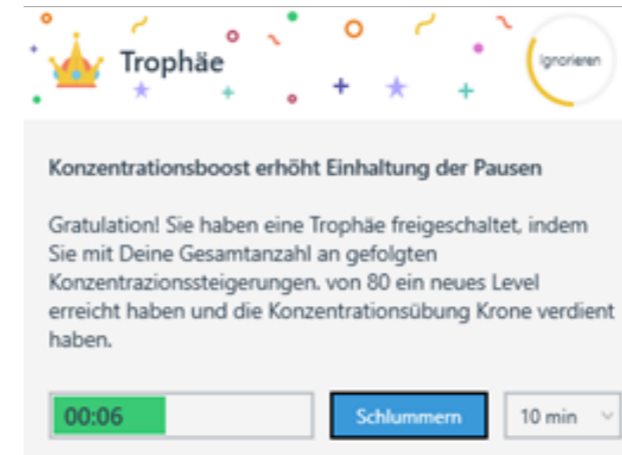 Trophäe
Ignorieren
Konzentrationsboost erhöht Einhaltung der Pausen
Gratulation! Sie haben eine Trophäe freigeschaltet, indem
Sie mit Deine Gesamtanzahl an gefolgten
Konzentrazionssteigerungen. von 80 ein neues Level
erreicht haben und die Konzentrationsübung Krone verdient
haben.
00:06
Schlummern
10 min